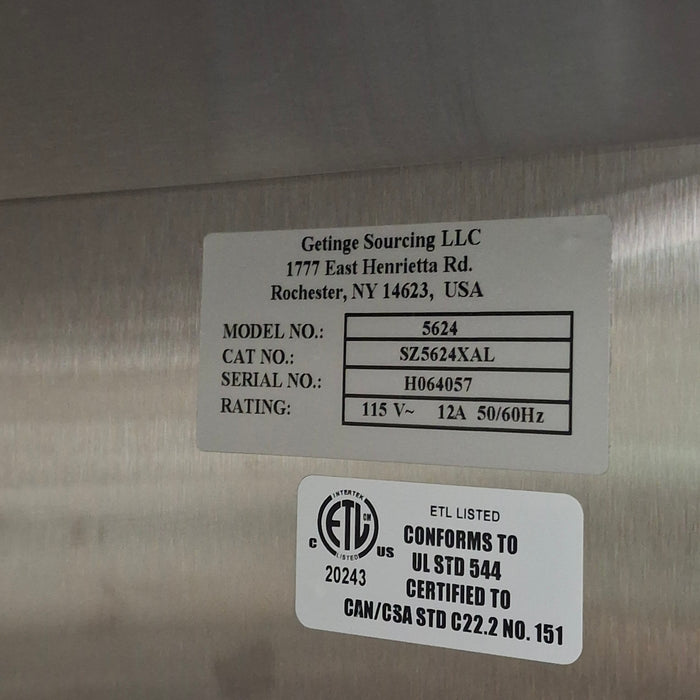 Getinge Sourcing LLC
1777 East Henrietta Rd.
Rochester, NY 14623, USA
MODEL NO.: 5624
CAT NO.: SZ5624XAL
SERIAL NO.: H064057
RATING: 115 V~ 12A 50/60Hz
INTERTEK
ETL CM
LISTED
C US
20243
ETL LISTED
CONFORMS TO
UL STD 544
CERTIFIED TO
CAN/CSA STD C22.2 NO. 151